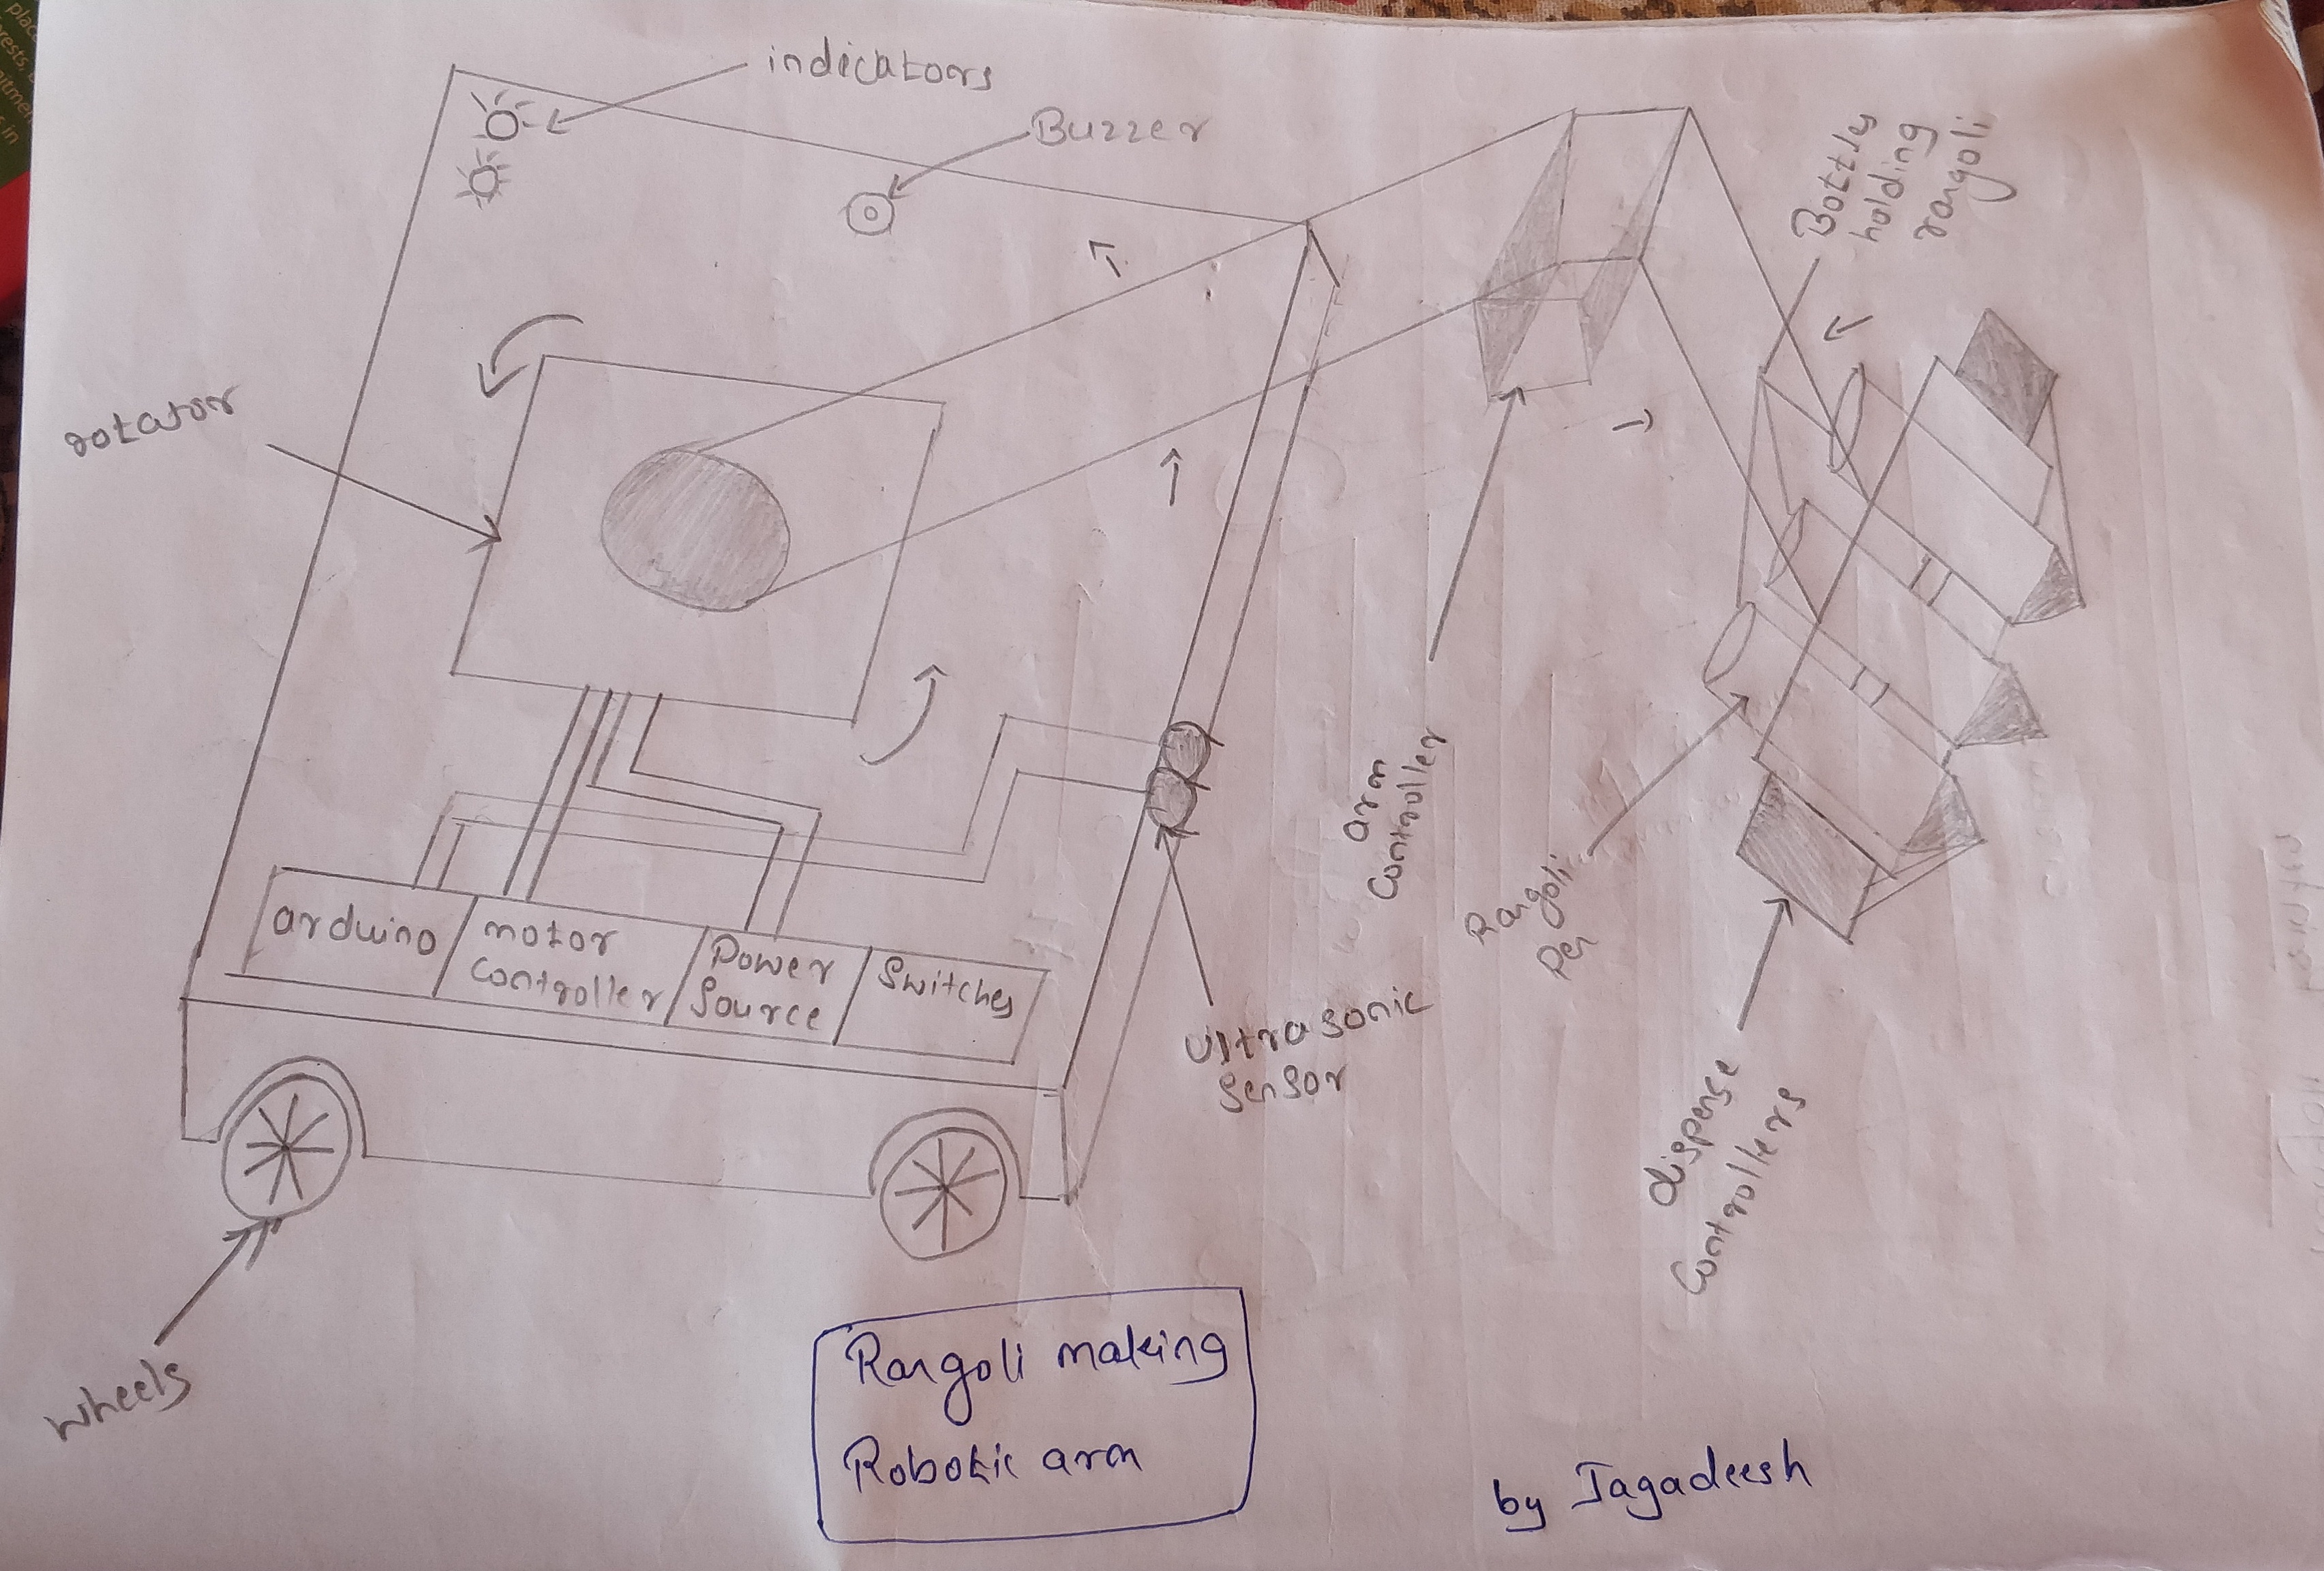 indicators
Buzzer
Bottles
holding
rangoli
rotator
arm
Controller
Rangoli
Pen
arduino
motor
Controller
Power
Source
Switches
Ultrasonic
Sensor
dispense
Controllers
wheels
Rangoli making
Robotic arm
by Jagadeesh